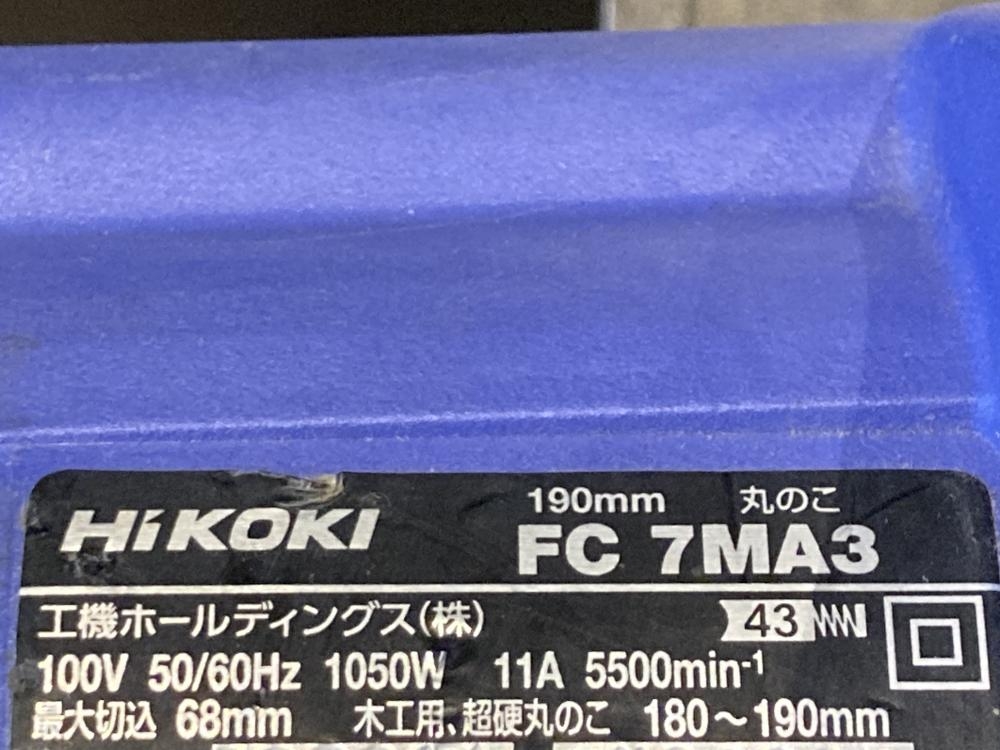 190mm 丸のこ
HiKOKI FC 7MA3
工機ホールディングス(株) 43
100V 50/60Hz 1050W 11A 5500min-1
最大切込 68mm 木工用、超硬丸のこ 180～190mm